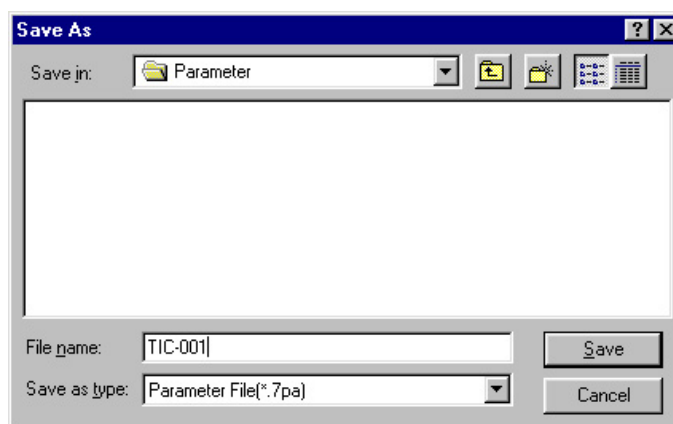 Save As
Save in: Parameter
File name: TIC-001
Save
Save as type: Parameter File(*.7pa)
Cancel